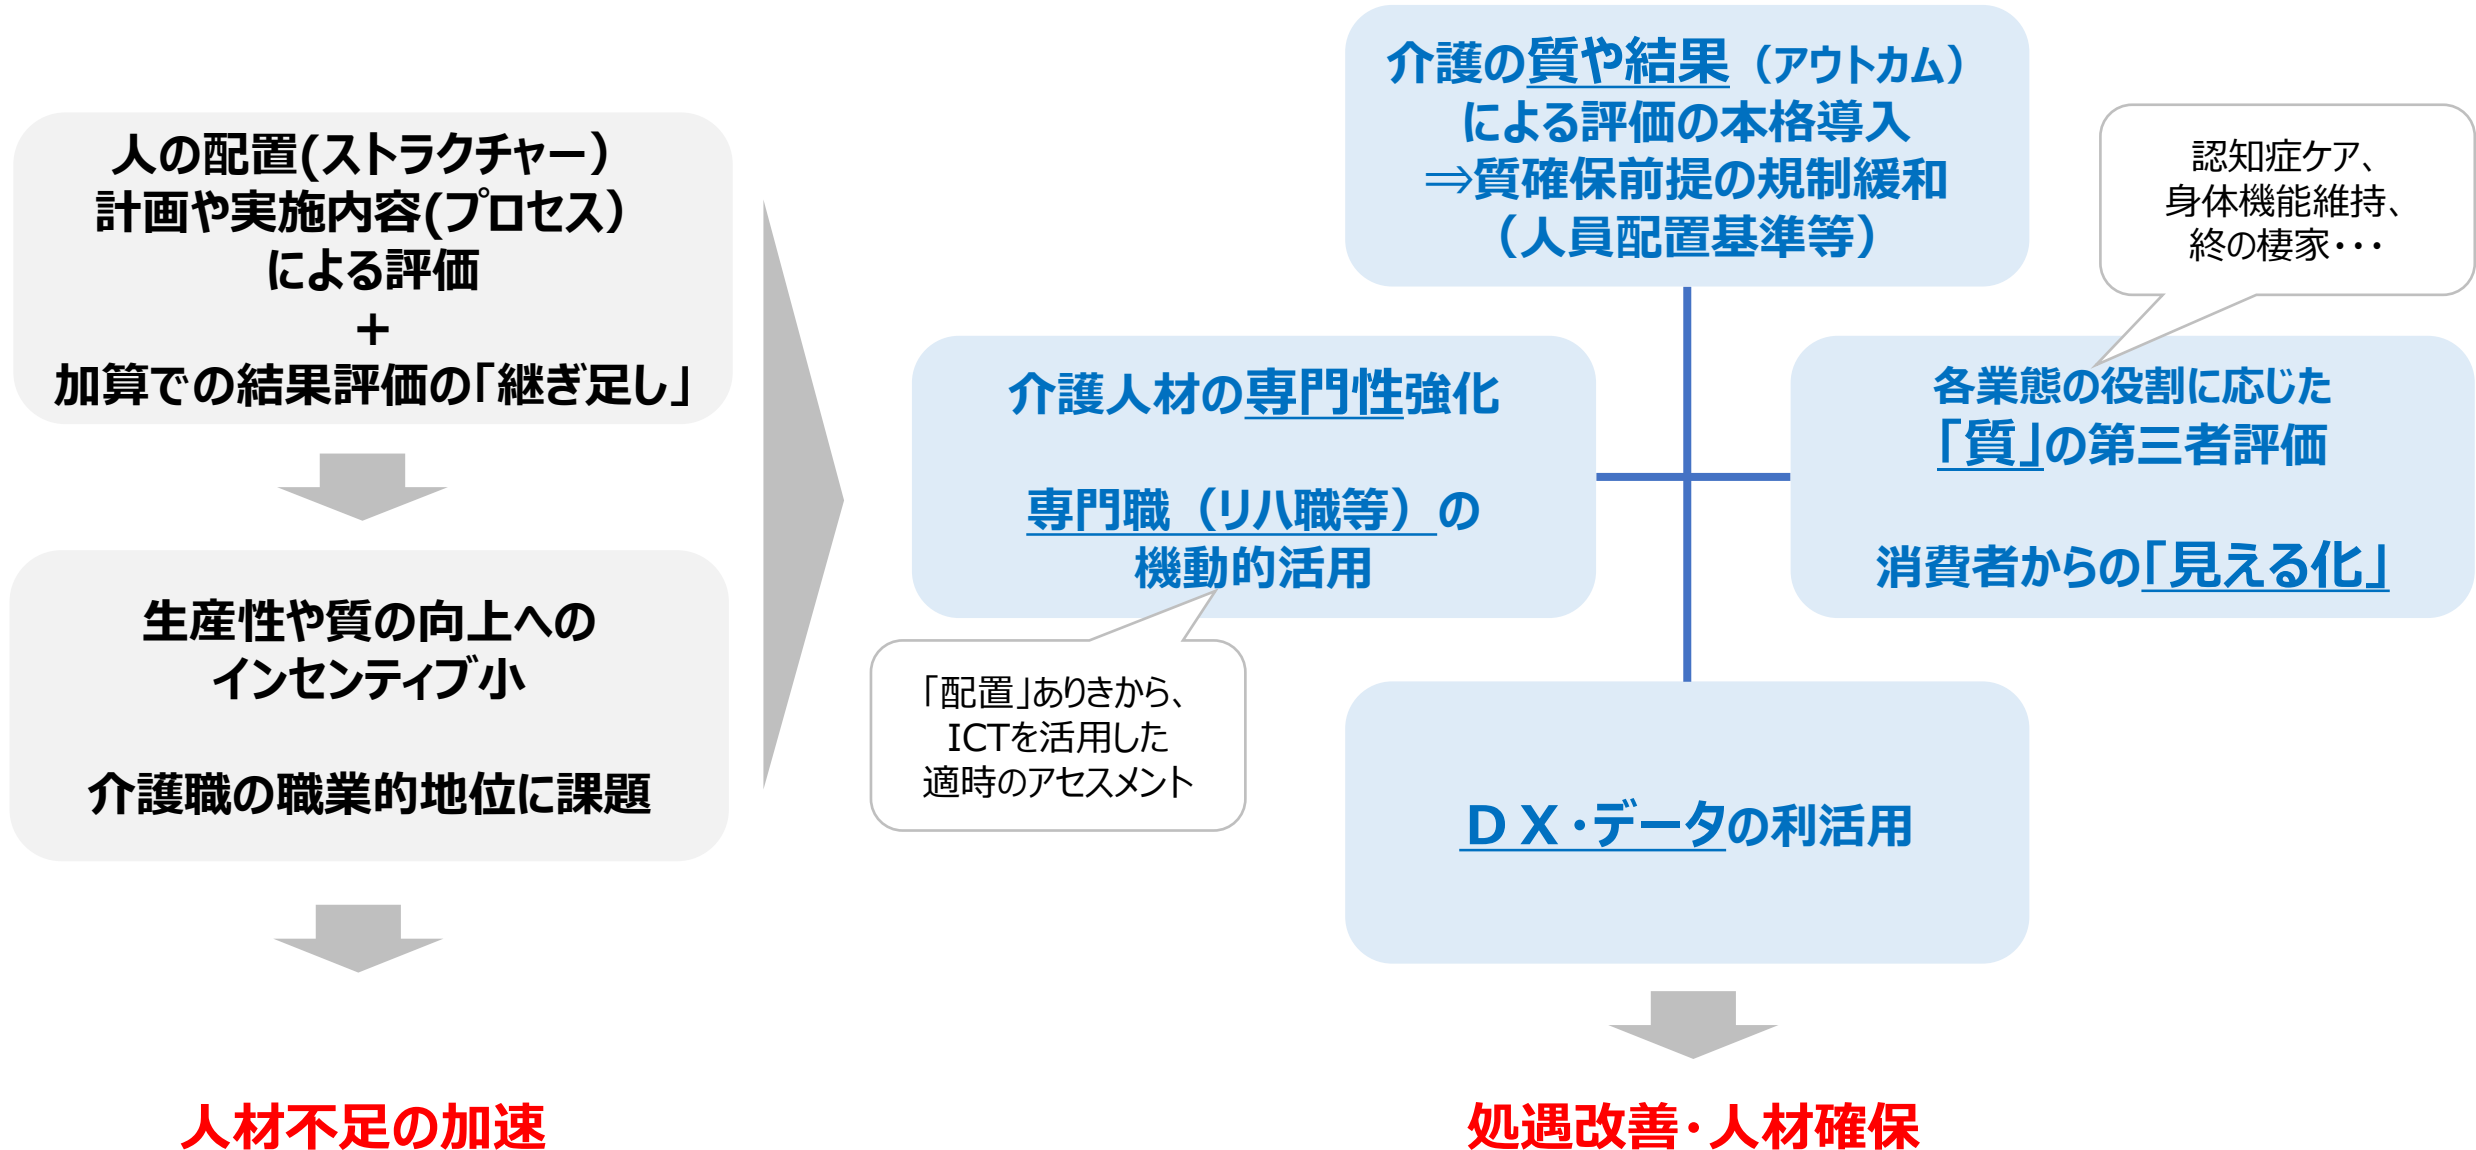 人の配置(ストラクチャー）
計画や実施内容(プロセス）
による評価
＋
加算での結果評価の「継ぎ足し」
生産性や質の向上への
インセンティブ小
介護職の職業的地位に課題
人材不足の加速
介護の質や結果（アウトカム）
による評価の本格導入
⇒質確保前提の規制緩和
（人員配置基準等）
認知症ケア、
身体機能維持、
終の棲家・・・
介護人材の専門性強化
専門職（リハ職等）の
機動的活用
各業態の役割に応じた
「質」の第三者評価
消費者からの「見える化」
「配置」ありきから、
ICTを活用した
適時のアセスメント
ＤＸ・データの利活用
処遇改善・人材確保